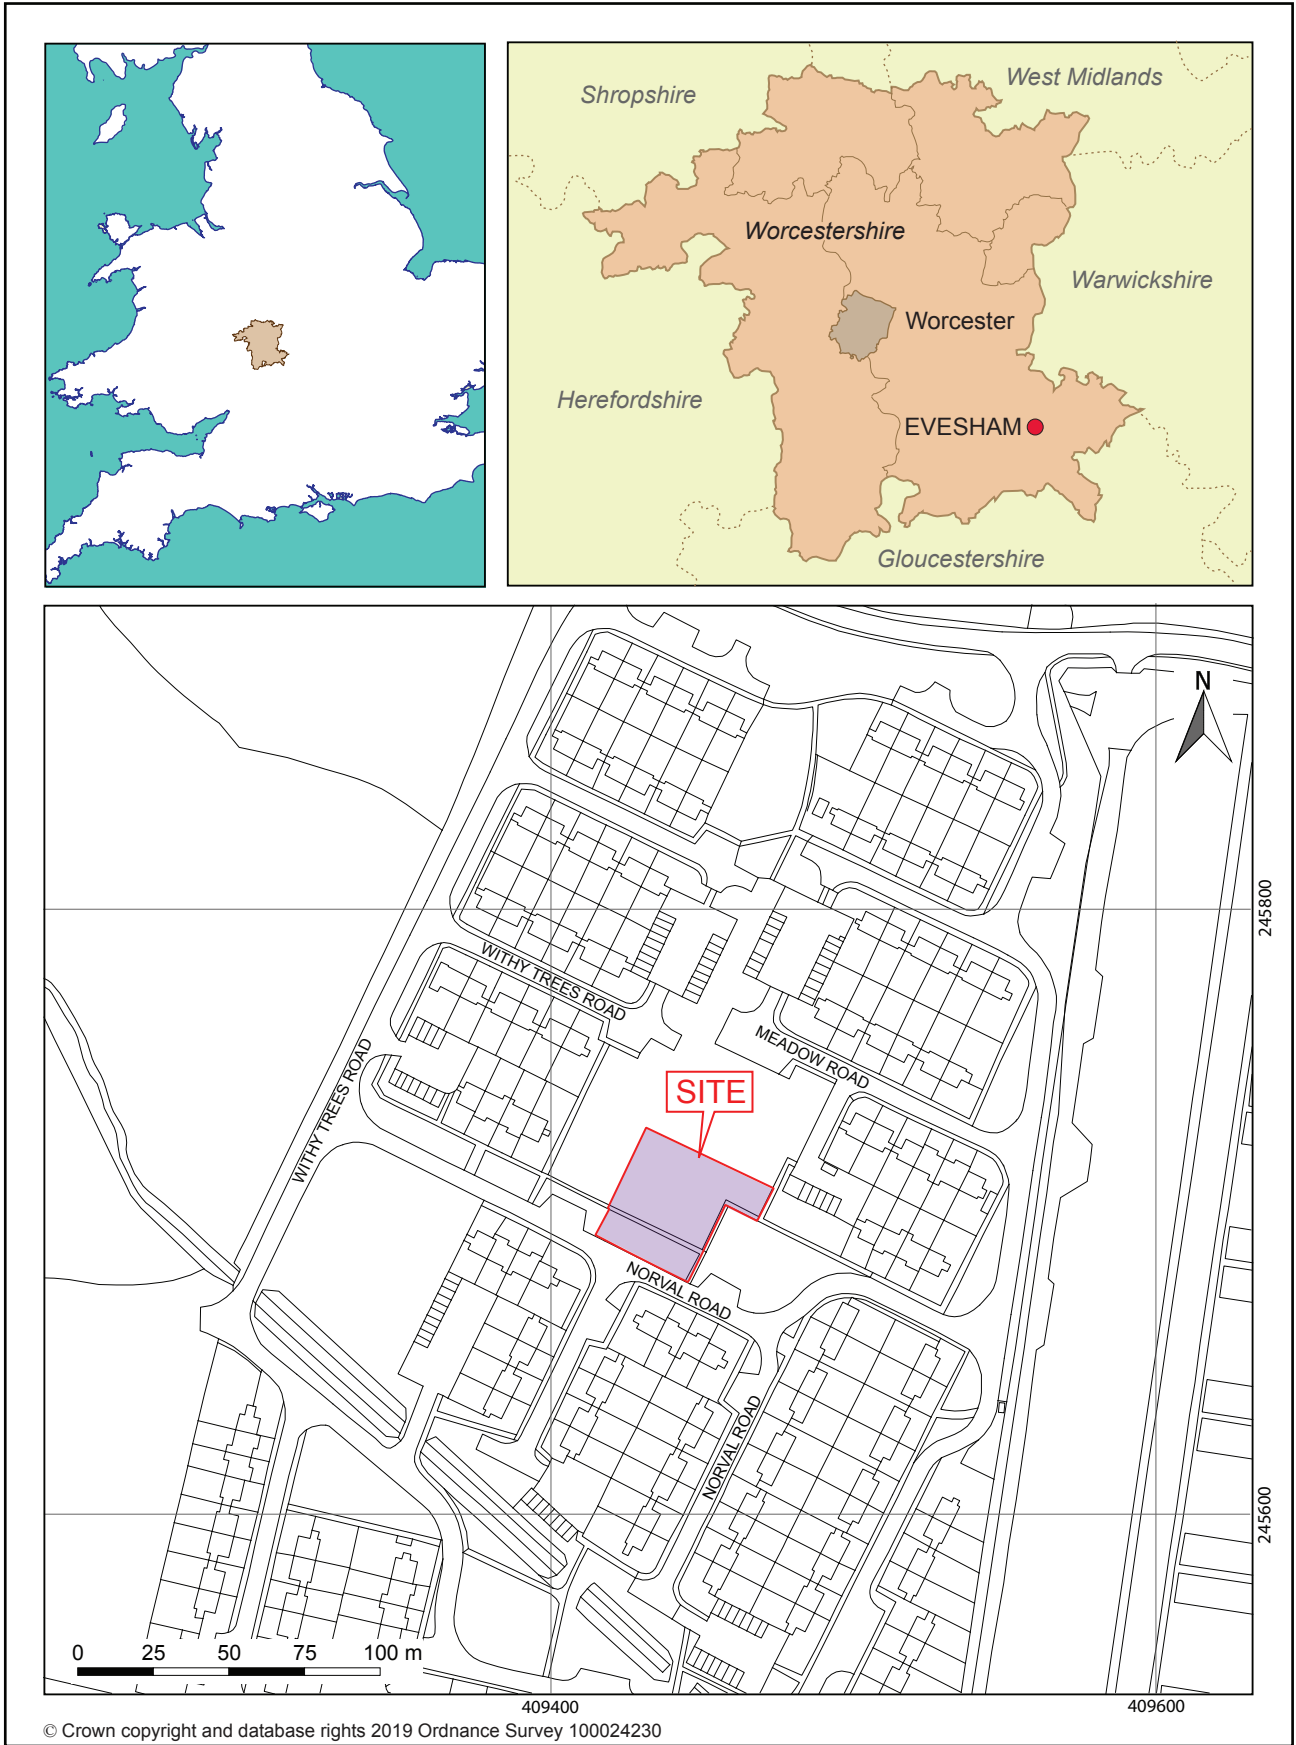 Shropshire
West Midlands
Worcestershire
Warwickshire
Worcester
Herefordshire
EVESHAM
Gloucestershire
N
245800
WITHY TREES ROAD
MEADOW ROAD
WITHY TREES ROAD
SITE
NORVAL ROAD
NORVAL ROAD
245600
0 25 50 75 100 m
409400
409600
© Crown copyright and database rights 2019 Ordnance Survey 100024230